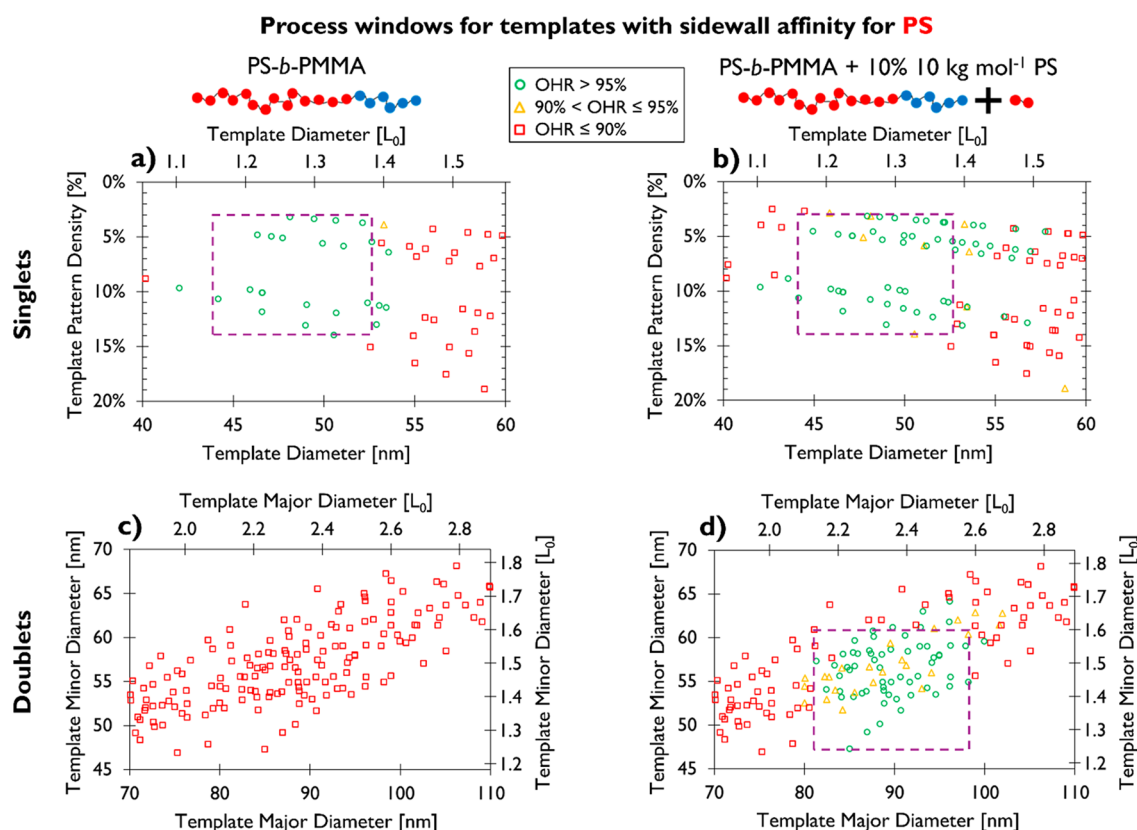 Process windows for templates with sidewall affinity for PS
PS-b-PMMA
OHR > 95%
90% < OHR ≤ 95%
OHR ≤ 90%
PS-b-PMMA + 10% 10 kg mol⁻¹ PS
Singlets
a)
Template Diameter [L₀]
1.1 1.2 1.3 1.4 1.5
Template Pattern Density [%]
0%
5%
10%
15%
20%
40 45 50 55 60
Template Diameter [nm]
b)
Template Diameter [L₀]
1.1 1.2 1.3 1.4 1.5
Template Pattern Density [%]
0%
5%
10%
15%
20%
40 45 50 55 60
Template Diameter [nm]
Doublets
c)
Template Major Diameter [L₀]
2.0 2.2 2.4 2.6 2.8
Template Minor Diameter [nm]
70
65
60
55
50
45
Template Minor Diameter [L₀]
1.8
1.7
1.6
1.5
1.4
1.3
1.2
70 80 90 100 110
Template Major Diameter [nm]
d)
Template Major Diameter [L₀]
2.0 2.2 2.4 2.6 2.8
Template Minor Diameter [nm]
70
65
60
55
50
45
Template Minor Diameter [L₀]
1.8
1.7
1.6
1.5
1.4
1.3
1.2
70 80 90 100 110
Template Major Diameter [nm]